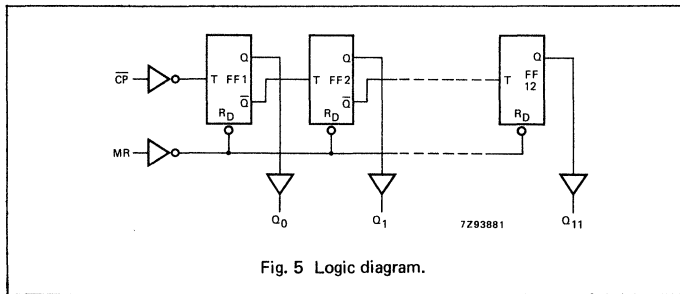 Q Q Q
CP̅ T FF1 T FF2 T FF
12
Q̅ Q̅
RD RD RD
MR
Q0 Q1 7Z93881 Q11
Fig. 5 Logic diagram.